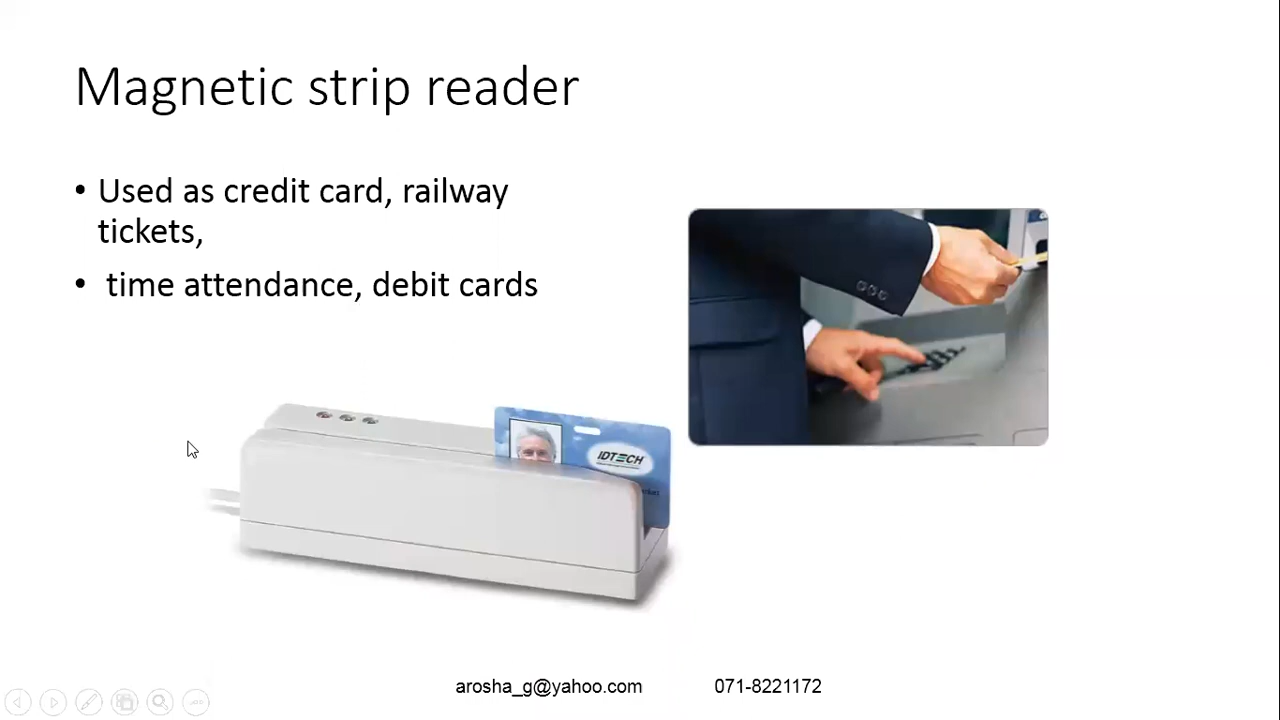 Magnetic strip reader
• Used as credit card, railway
tickets,
• time attendance, debit cards
IDTECH
arosha_g@yahoo.com 071-8221172